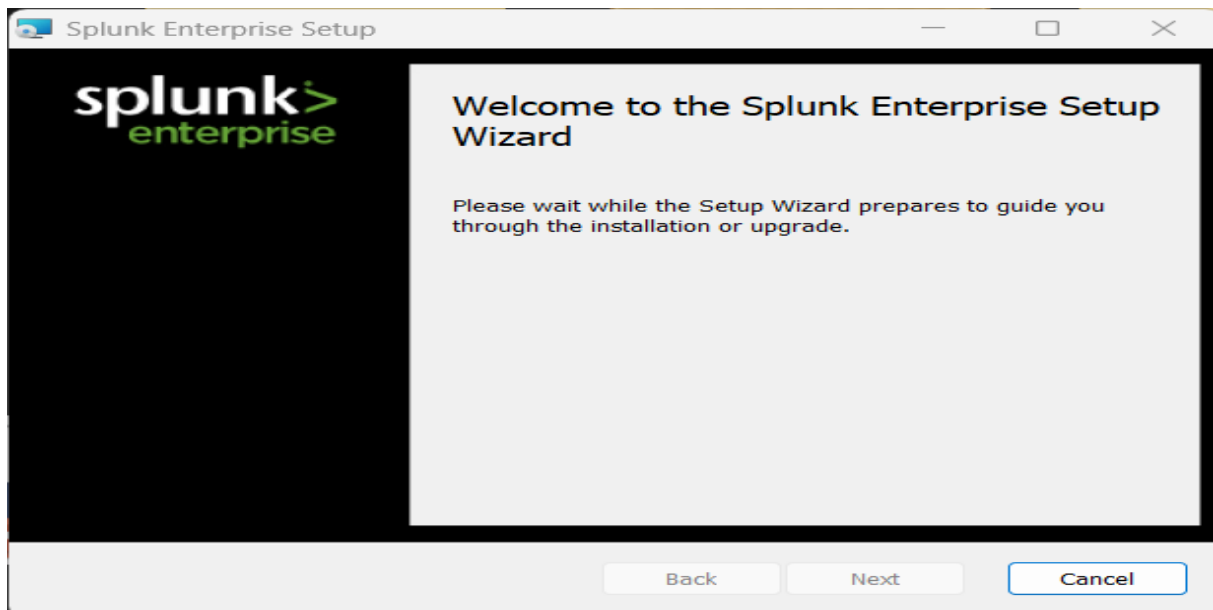 Splunk Enterprise Setup
splunk>
enterprise
Welcome to the Splunk Enterprise Setup
Wizard
Please wait while the Setup Wizard prepares to guide you
through the installation or upgrade.
Back
Next
Cancel